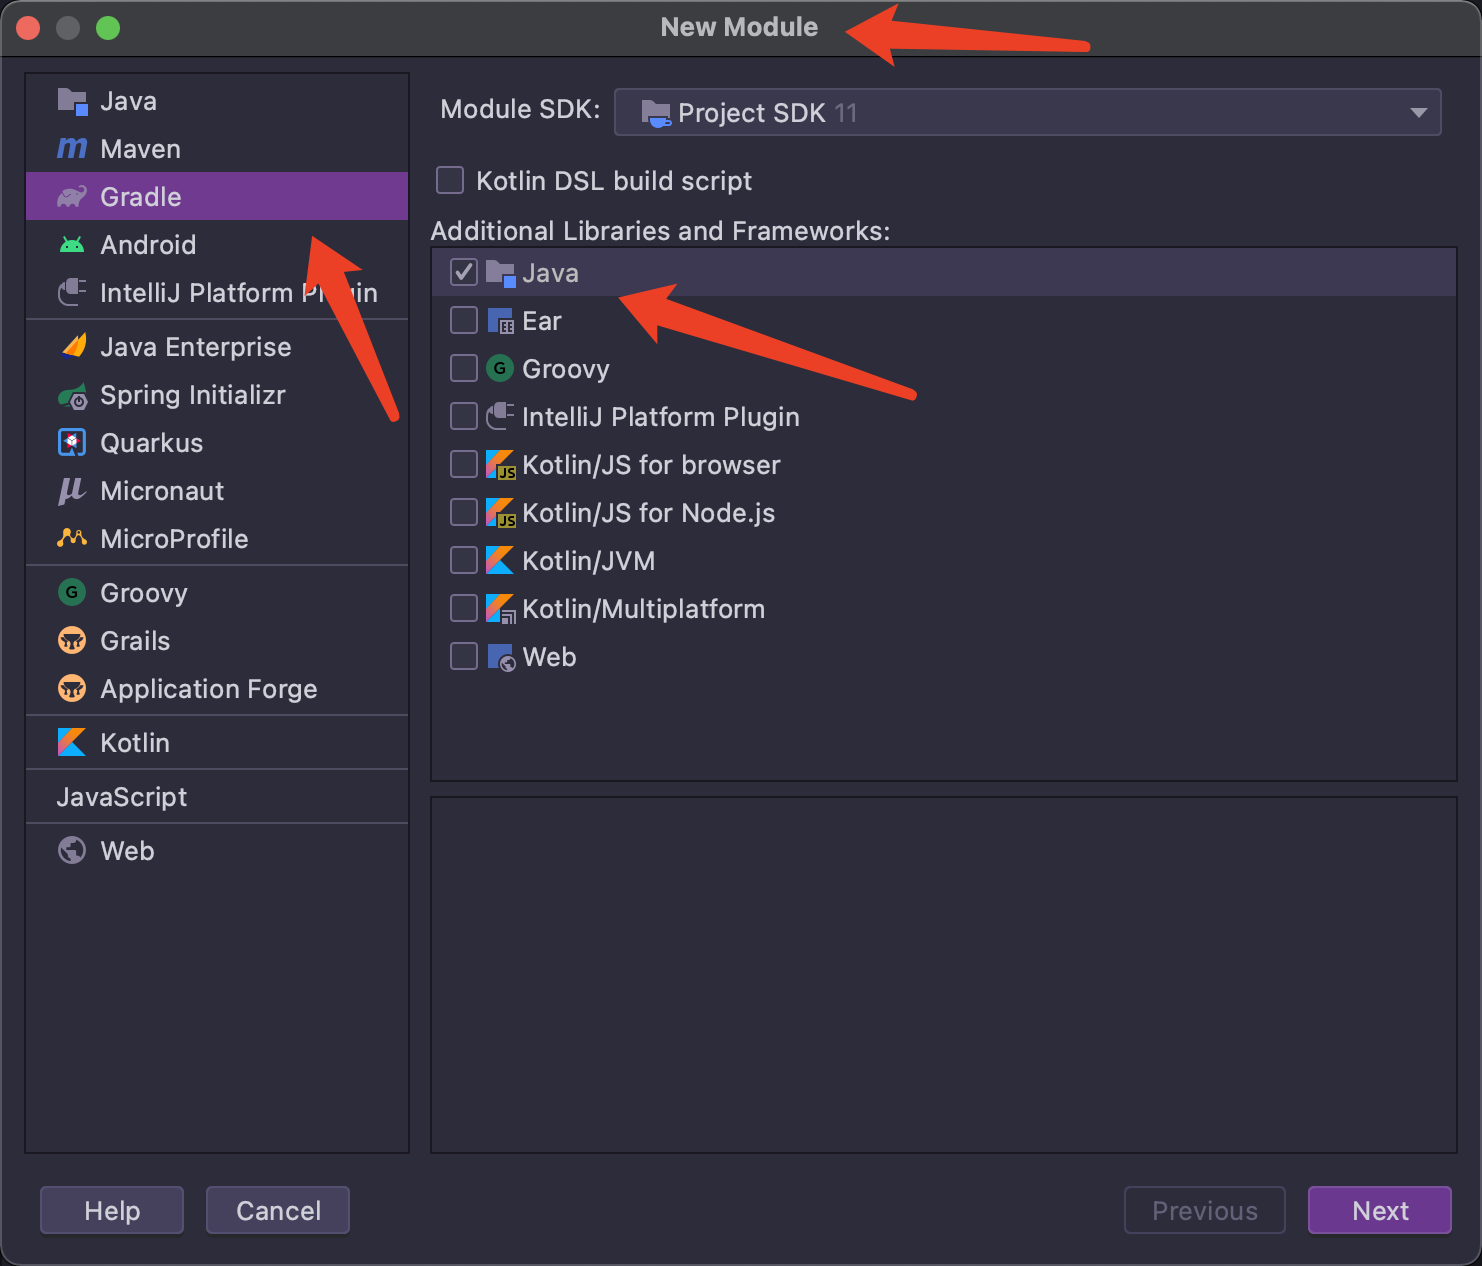 New Module
Java
Maven
Gradle
Android
IntelliJ Platform Plugin
Java Enterprise
Spring Initializr
Quarkus
Micronaut
MicroProfile
Groovy
Grails
Application Forge
Kotlin
JavaScript
Web
Module SDK: Project SDK 11
Kotlin DSL build script
Additional Libraries and Frameworks:
Java
Ear
Groovy
IntelliJ Platform Plugin
Kotlin/JS for browser
Kotlin/JS for Node.js
Kotlin/JVM
Kotlin/Multiplatform
Web
Help Cancel Previous Next